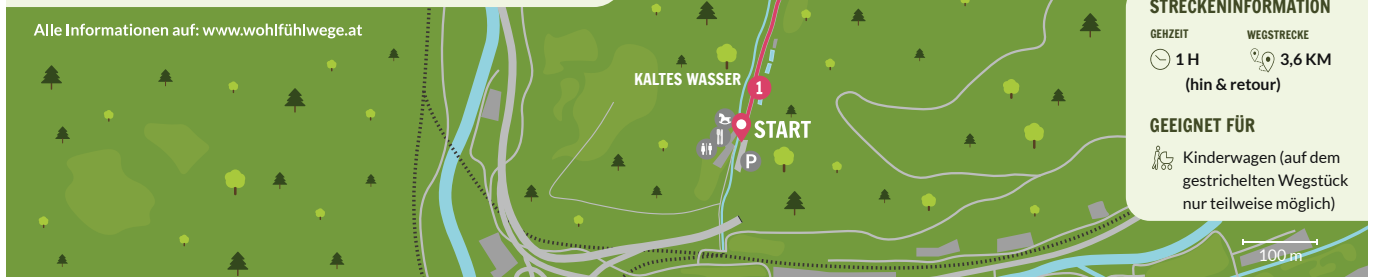 Alle Informationen auf: www.wohlfühlwege.at
KALTES WASSER
1
START
P
STRECKENINFORMATION
GEHZEIT
WEGSTRECKE
1 H
3,6 KM
(hin & retour)
GEEIGNET FÜR
Kinderwagen (auf dem
gestrichelten Wegstück
nur teilweise möglich)
100 m